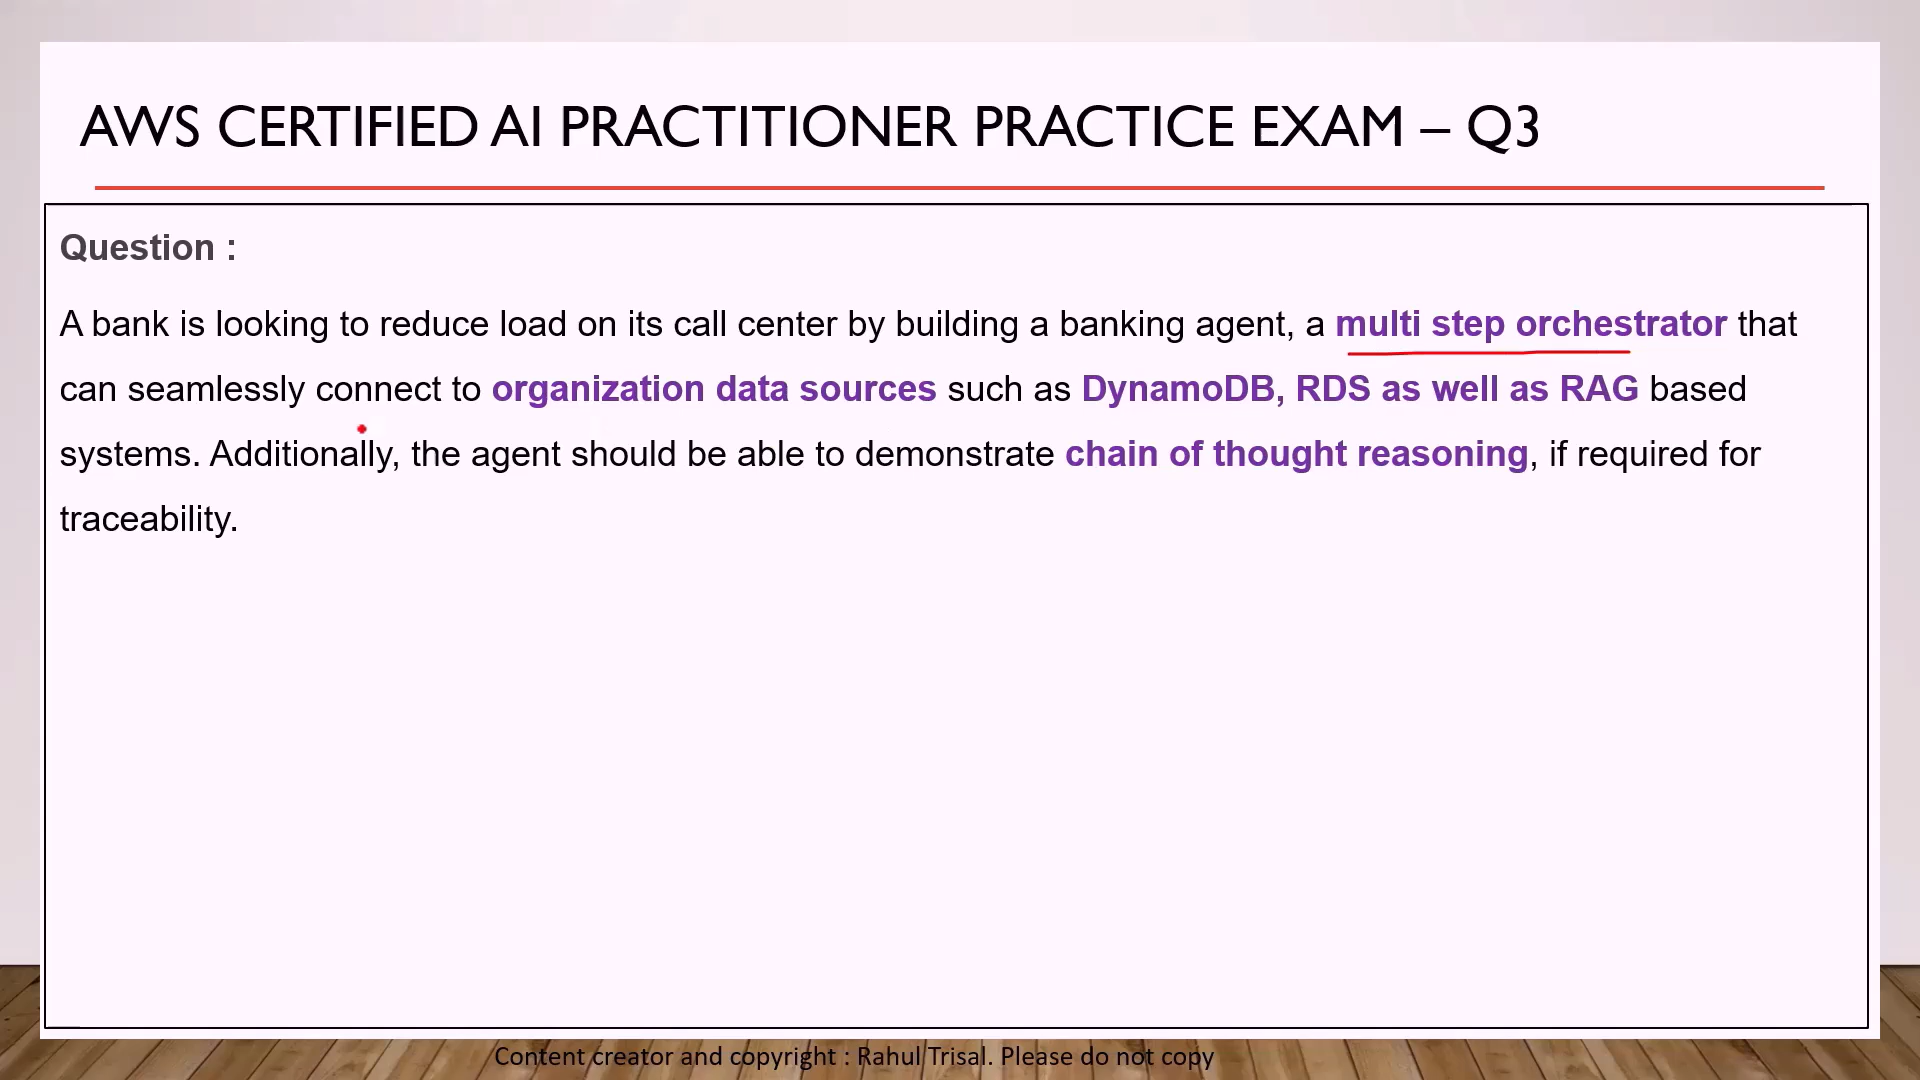 AWS CERTIFIED AI PRACTITIONER PRACTICE EXAM – Q3
Question :
A bank is looking to reduce load on its call center by building a banking agent, a multi step orchestrator that
can seamlessly connect to organization data sources such as DynamoDB, RDS as well as RAG based
systems. Additionally, the agent should be able to demonstrate chain of thought reasoning, if required for
traceability.
Content creator and copyright : Rahul Trisal. Please do not copy